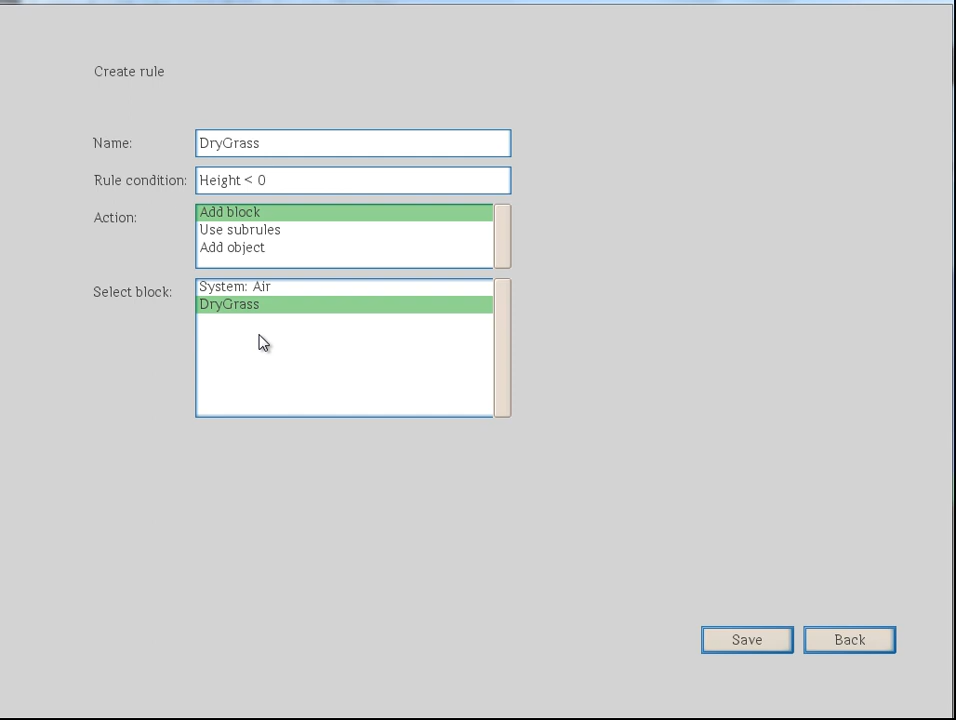 Create rule
Name: DryGrass
Rule condition: Height < 0
Action: Add block
Use subrules
Add object
Select block: System: Air
DryGrass
Save Back